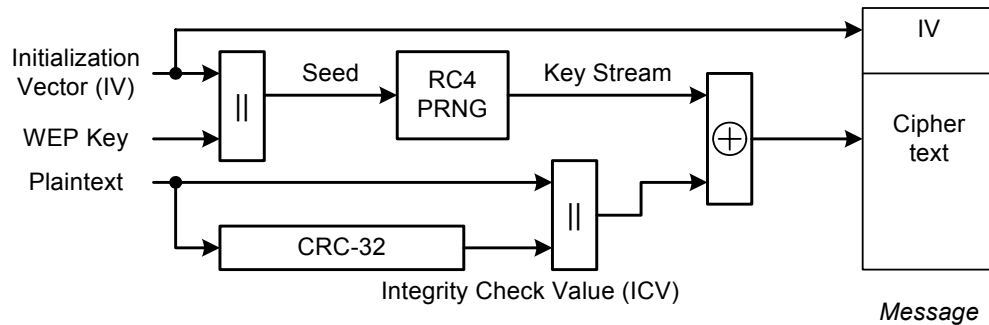 Initialization
Vector (IV)
WEP Key
Plaintext
||
Seed
RC4
PRNG
Key Stream
CRC-32
||
Integrity Check Value (ICV)
IV
Cipher
text
Message